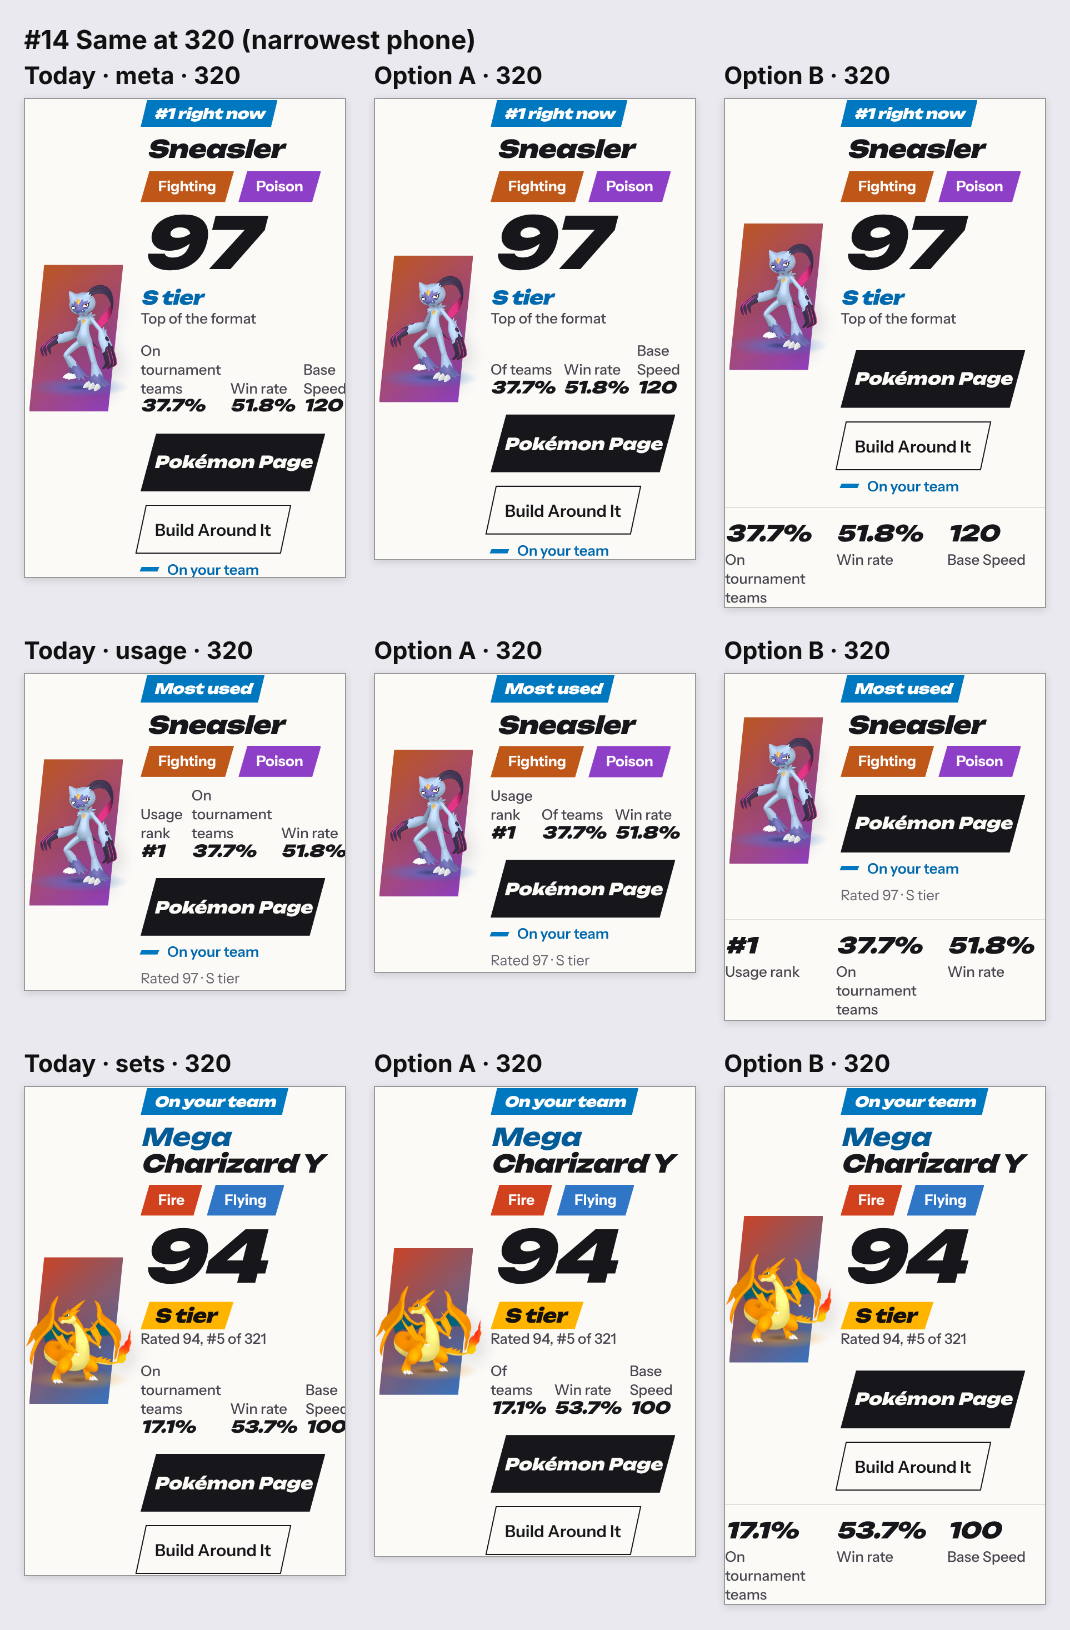 #14 Same at 320 (narrowest phone)
Today · meta · 320
#1 right now
Sneasler
Fighting
Poison
97
S tier
Top of the format
On
tournament
teams
37.7%
Win rate
51.8%
Base
Speed
120
Pokémon Page
Build Around It
On your team
Option A · 320
#1 right now
Sneasler
Fighting
Poison
97
S tier
Top of the format
Of teams
37.7%
Win rate
51.8%
Base
Speed
120
Pokémon Page
Build Around It
On your team
Option B · 320
#1 right now
Sneasler
Fighting
Poison
97
S tier
Top of the format
Pokémon Page
Build Around It
On your team
37.7%
On
tournament
teams
51.8%
Win rate
120
Base Speed
Today · usage · 320
Most used
Sneasler
Fighting
Poison
Usage
rank
#1
On
tournament
teams
37.7%
Win rate
51.8%
Pokémon Page
On your team
Rated 97 · S tier
Option A · 320
Most used
Sneasler
Fighting
Poison
Usage
rank
#1
Of teams
37.7%
Win rate
51.8%
Pokémon Page
On your team
Rated 97 · S tier
Option B · 320
Most used
Sneasler
Fighting
Poison
Pokémon Page
On your team
Rated 97 · S tier
#1
Usage rank
37.7%
On
tournament
teams
51.8%
Win rate
Today · sets · 320
On your team
Mega
Charizard Y
Fire
Flying
94
S tier
Rated 94, #5 of 321
On
tournament
teams
17.1%
Win rate
53.7%
Base
Speed
100
Pokémon Page
Build Around It
Option A · 320
On your team
Mega
Charizard Y
Fire
Flying
94
S tier
Rated 94, #5 of 321
Of
teams
17.1%
Win rate
53.7%
Base
Speed
100
Pokémon Page
Build Around It
Option B · 320
On your team
Mega
Charizard Y
Fire
Flying
94
S tier
Rated 94, #5 of 321
Pokémon Page
Build Around It
17.1%
On
tournament
teams
53.7%
Win rate
100
Base Speed